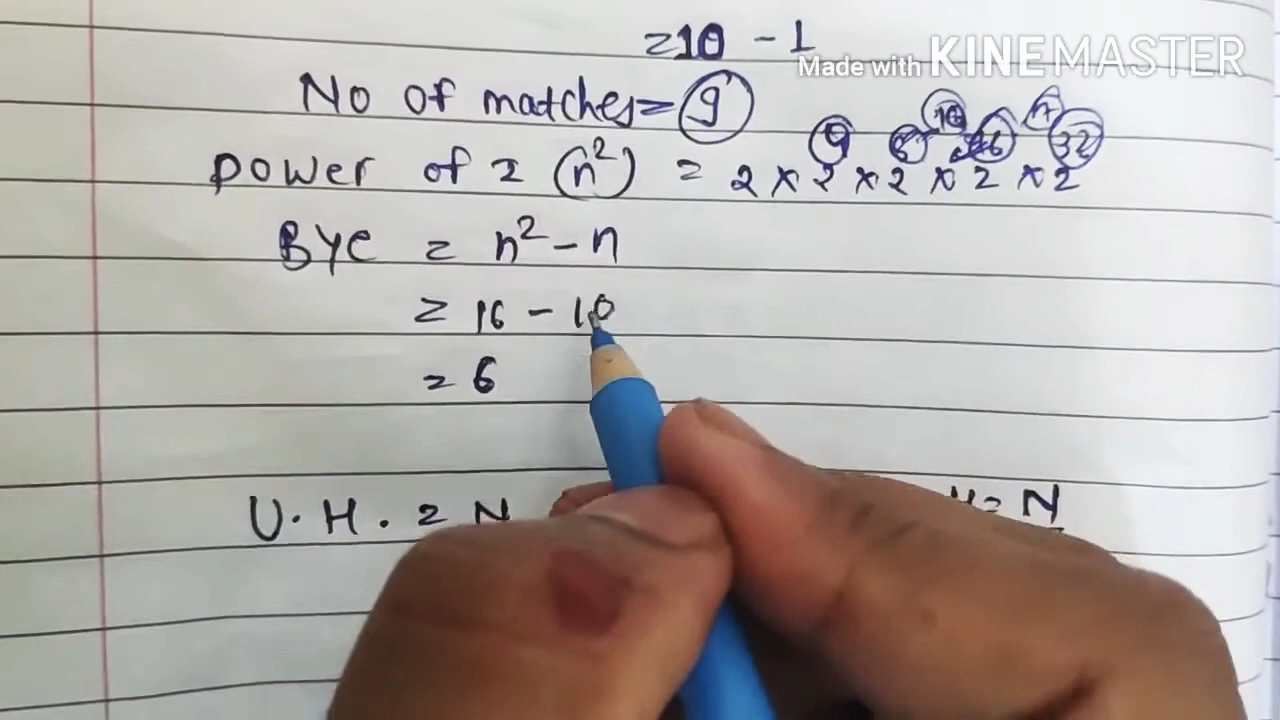 =10 - 1
Made with KINEMASTER
No of matches = 9
Power of 2 (n²) = 2 x 2 x 2 x 2 x 2
8 16 32
Bye = n² - n
= 16 - 10
= 6
U. H. = N
H = N